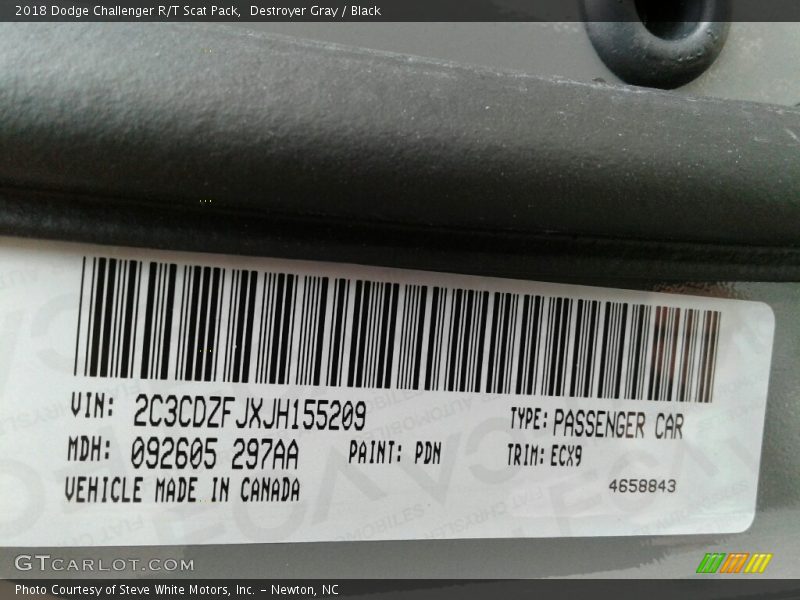 2018 Dodge Challenger R/T Scat Pack,  Destroyer Gray / Black
VIN: 2C3CDZFJXJH155209
TYPE: PASSENGER CAR
MDH: 092605 297AA
PAINT: PDN
TRIM: ECX9
VEHICLE MADE IN CANADA
4658843
GTCARLOT.COM
Photo Courtesy of Steve White Motors, Inc. – Newton, NC